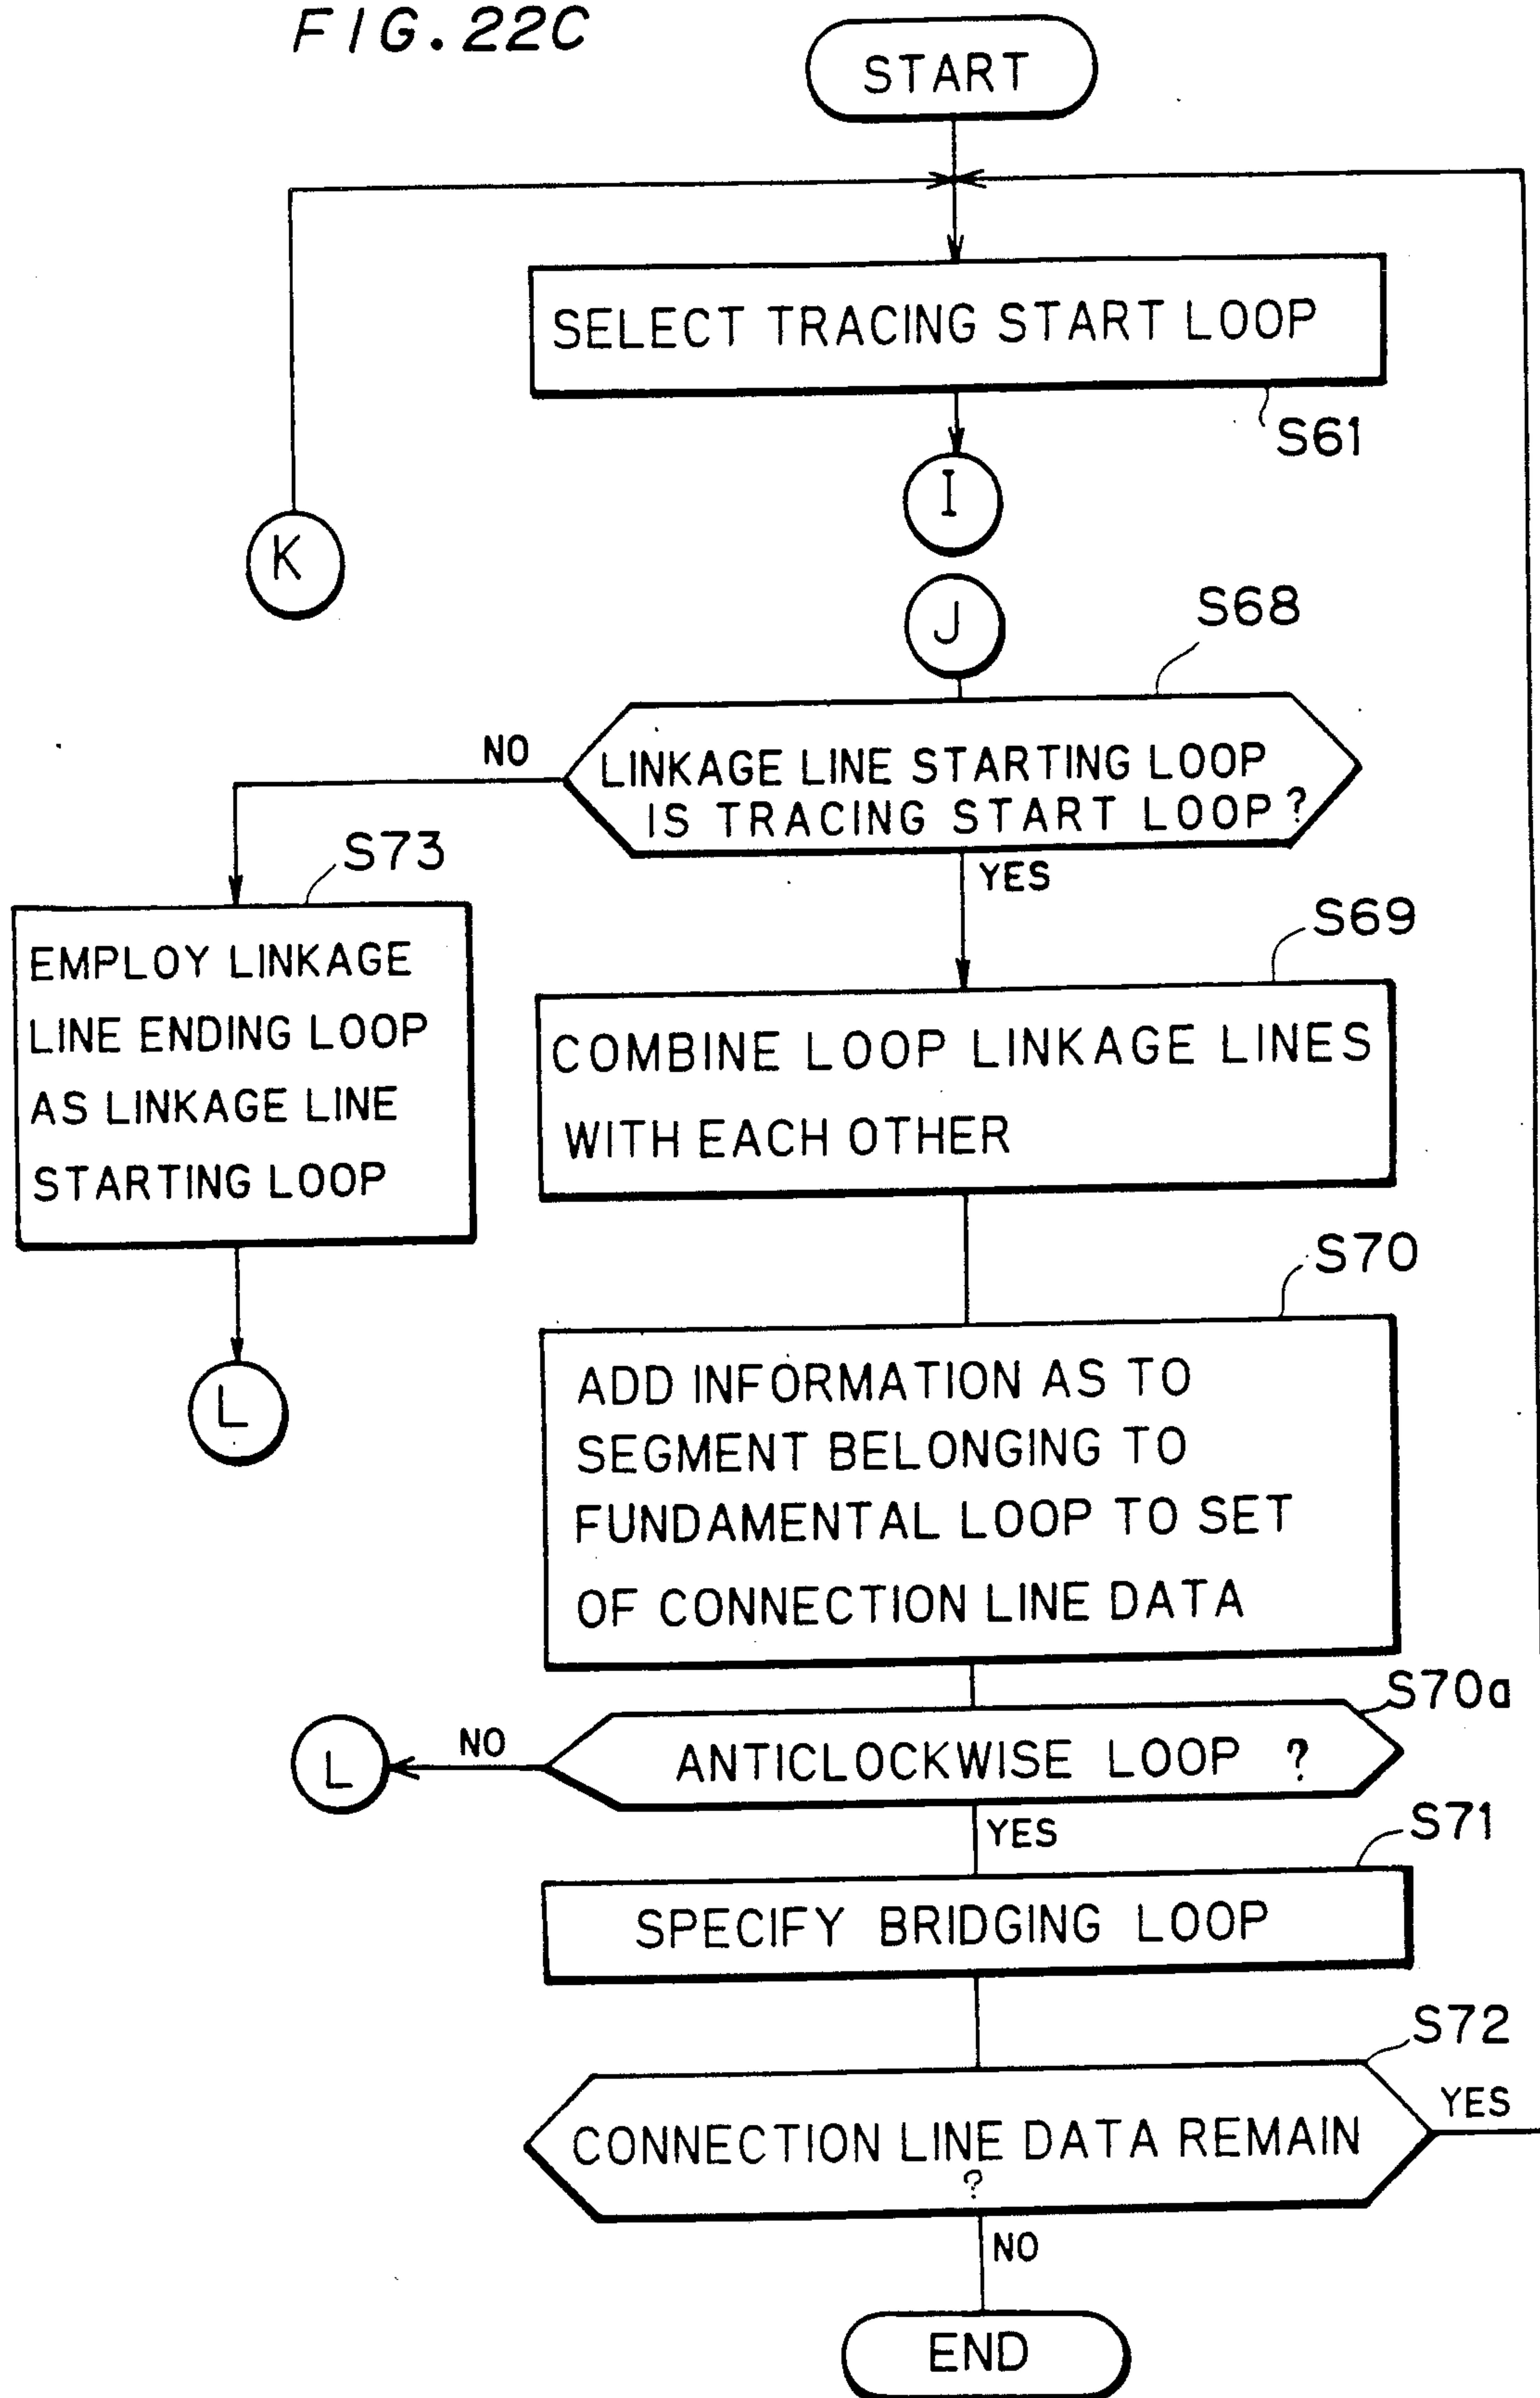 FIG. 22C
START
SELECT TRACING START LOOP
S61
I
K
J
S68
NO
LINKAGE LINE STARTING LOOP
IS TRACING START LOOP?
YES
S73
EMPLOY LINKAGE
LINE ENDING LOOP
AS LINKAGE LINE
STARTING LOOP
L
S69
COMBINE LOOP LINKAGE LINES
WITH EACH OTHER
S70
ADD INFORMATION AS TO
SEGMENT BELONGING TO
FUNDAMENTAL LOOP TO SET
OF CONNECTION LINE DATA
S70a
L
NO
ANTICLOCKWISE LOOP ?
YES
S71
SPECIFY BRIDGING LOOP
S72
CONNECTION LINE DATA REMAIN
?
YES
NO
END